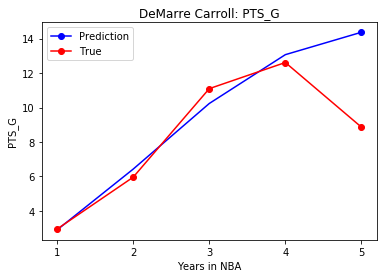 DeMarre Carroll: PTS_G
Prediction
True
PTS_G
14
12
10
8
6
4
1 2 3 4 5
Years in NBA